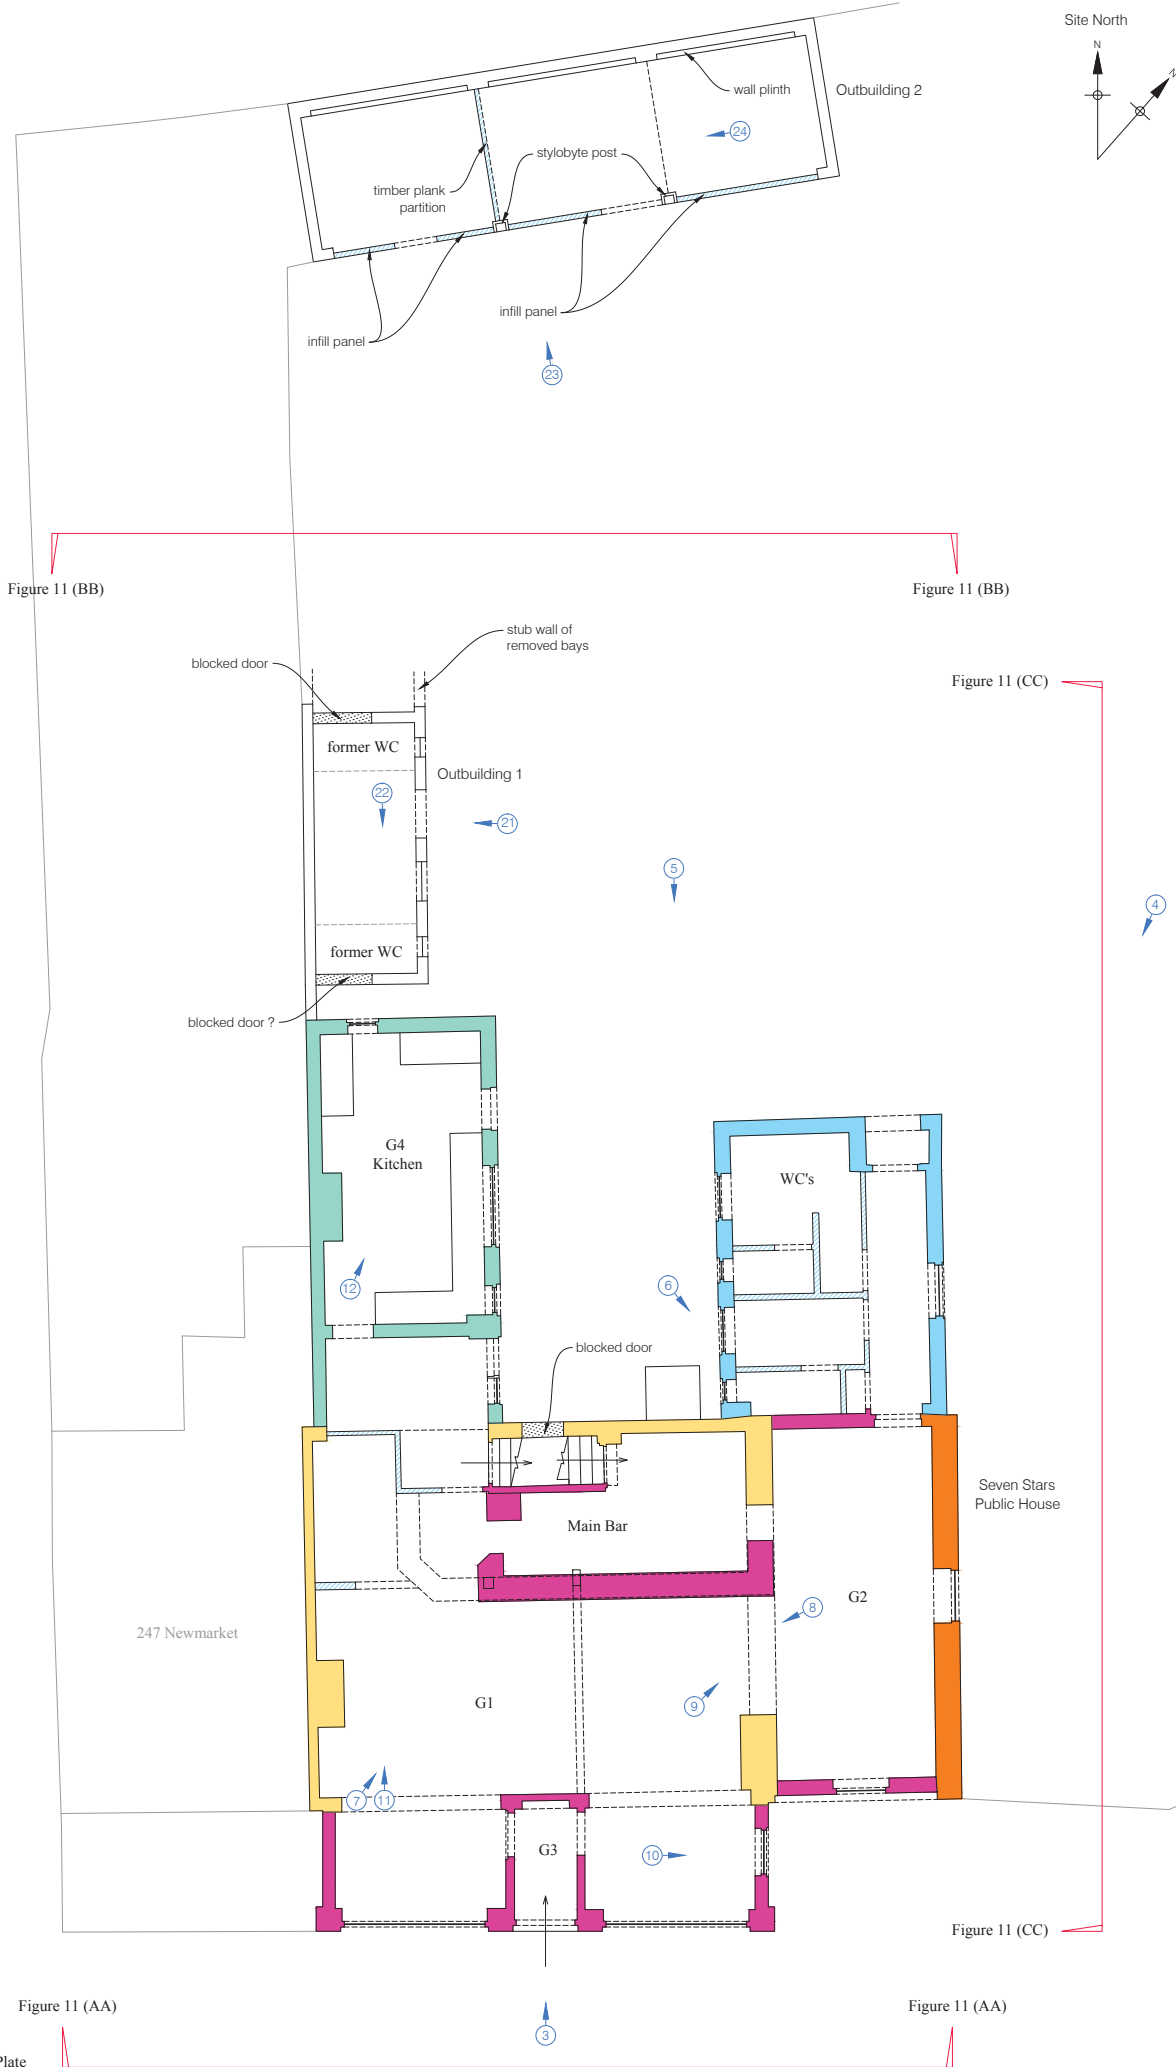 Site North
N
N
wall plinth
Outbuilding 2
24
stylobyte post
timber plank
partition
infill panel
infill panel
23
Figure 11 (BB)
Figure 11 (BB)
stub wall of
removed bays
blocked door
Figure 11 (CC)
former WC
Outbuilding 1
22
21
5
4
former WC
blocked door ?
G4
Kitchen
WC's
12
6
blocked door
Seven Stars
Public House
Main Bar
G2
8
247 Newmarket
G1
9
7
11
G3
10
Figure 11 (CC)
Figure 11 (AA)
Figure 11 (AA)
3
Plate